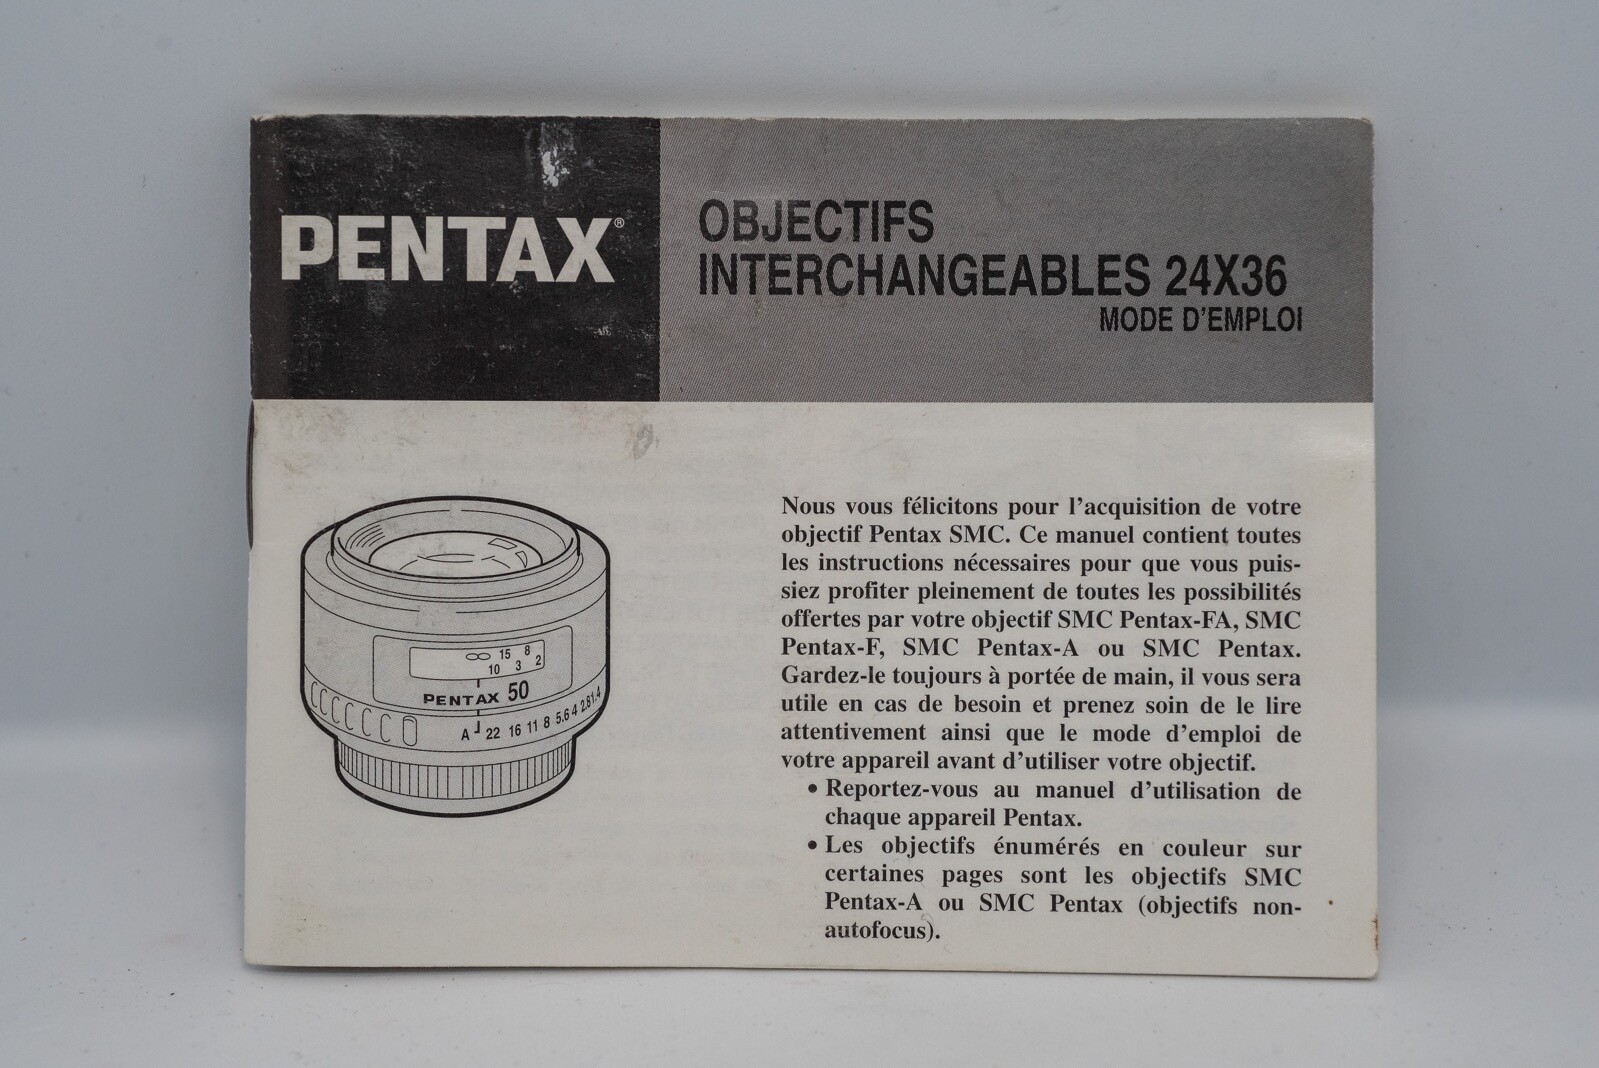 PENTAX®
OBJECTIFS
INTERCHANGEABLES 24X36
MODE D'EMPLOI
Nous vous félicitons pour l'acquisition de votre
objectif Pentax SMC. Ce manuel contient toutes
les instructions nécessaires pour que vous puis-
siez profiter pleinement de toutes les possibilités
offertes par votre objectif SMC Pentax-FA, SMC
Pentax-F, SMC Pentax-A ou SMC Pentax.
Gardez-le toujours à portée de main, il vous sera
utile en cas de besoin et prenez soin de le lire
attentivement ainsi que le mode d'emploi de
votre appareil avant d'utiliser votre objectif.
• Reportez-vous au manuel d'utilisation de
chaque appareil Pentax.
• Les objectifs énumérés en couleur sur
certaines pages sont les objectifs SMC
Pentax-A ou SMC Pentax (objectifs non-
autofocus).
∞ 15 8
10 3 2
PENTAX 50
A 22 16 11 8 5.6 4 2.8 1.4